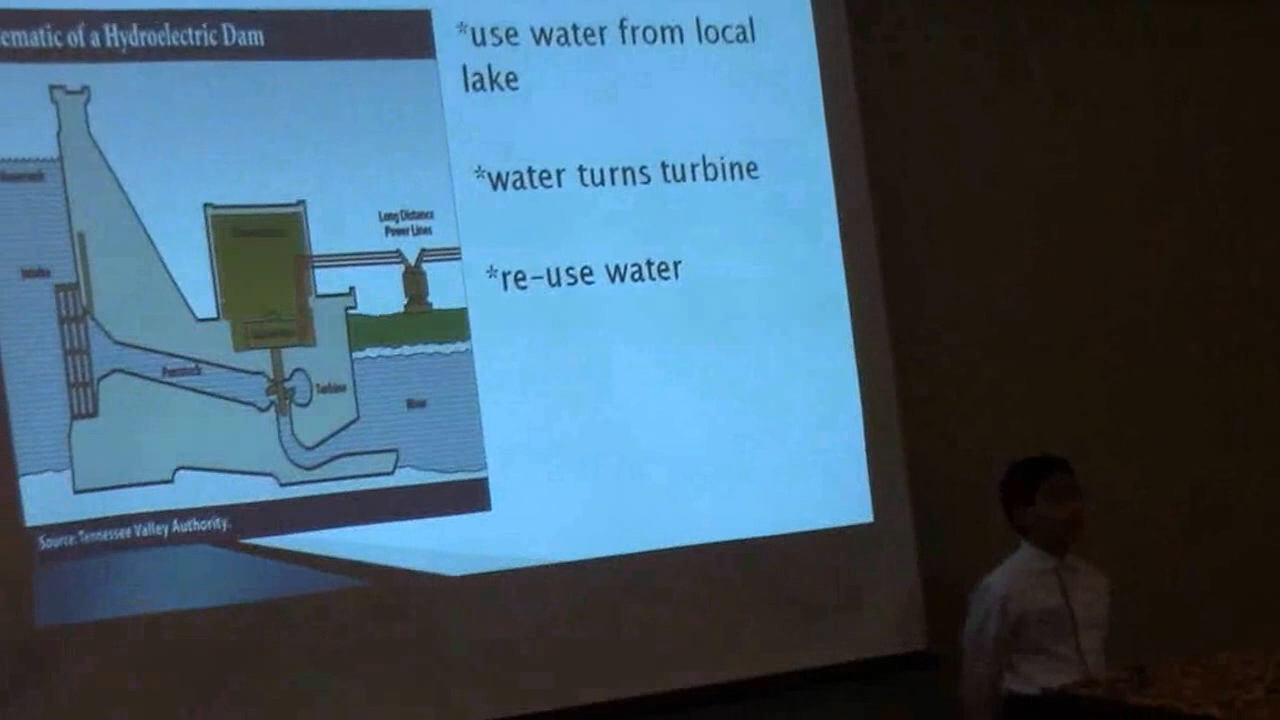 ematic of a Hydroelectric Dam
*use water from local
lake
*water turns turbine
*re-use water
Long Distance
Power Lines
Intake
Penstock
Turbine
River
Source: Tennessee Valley Authority.